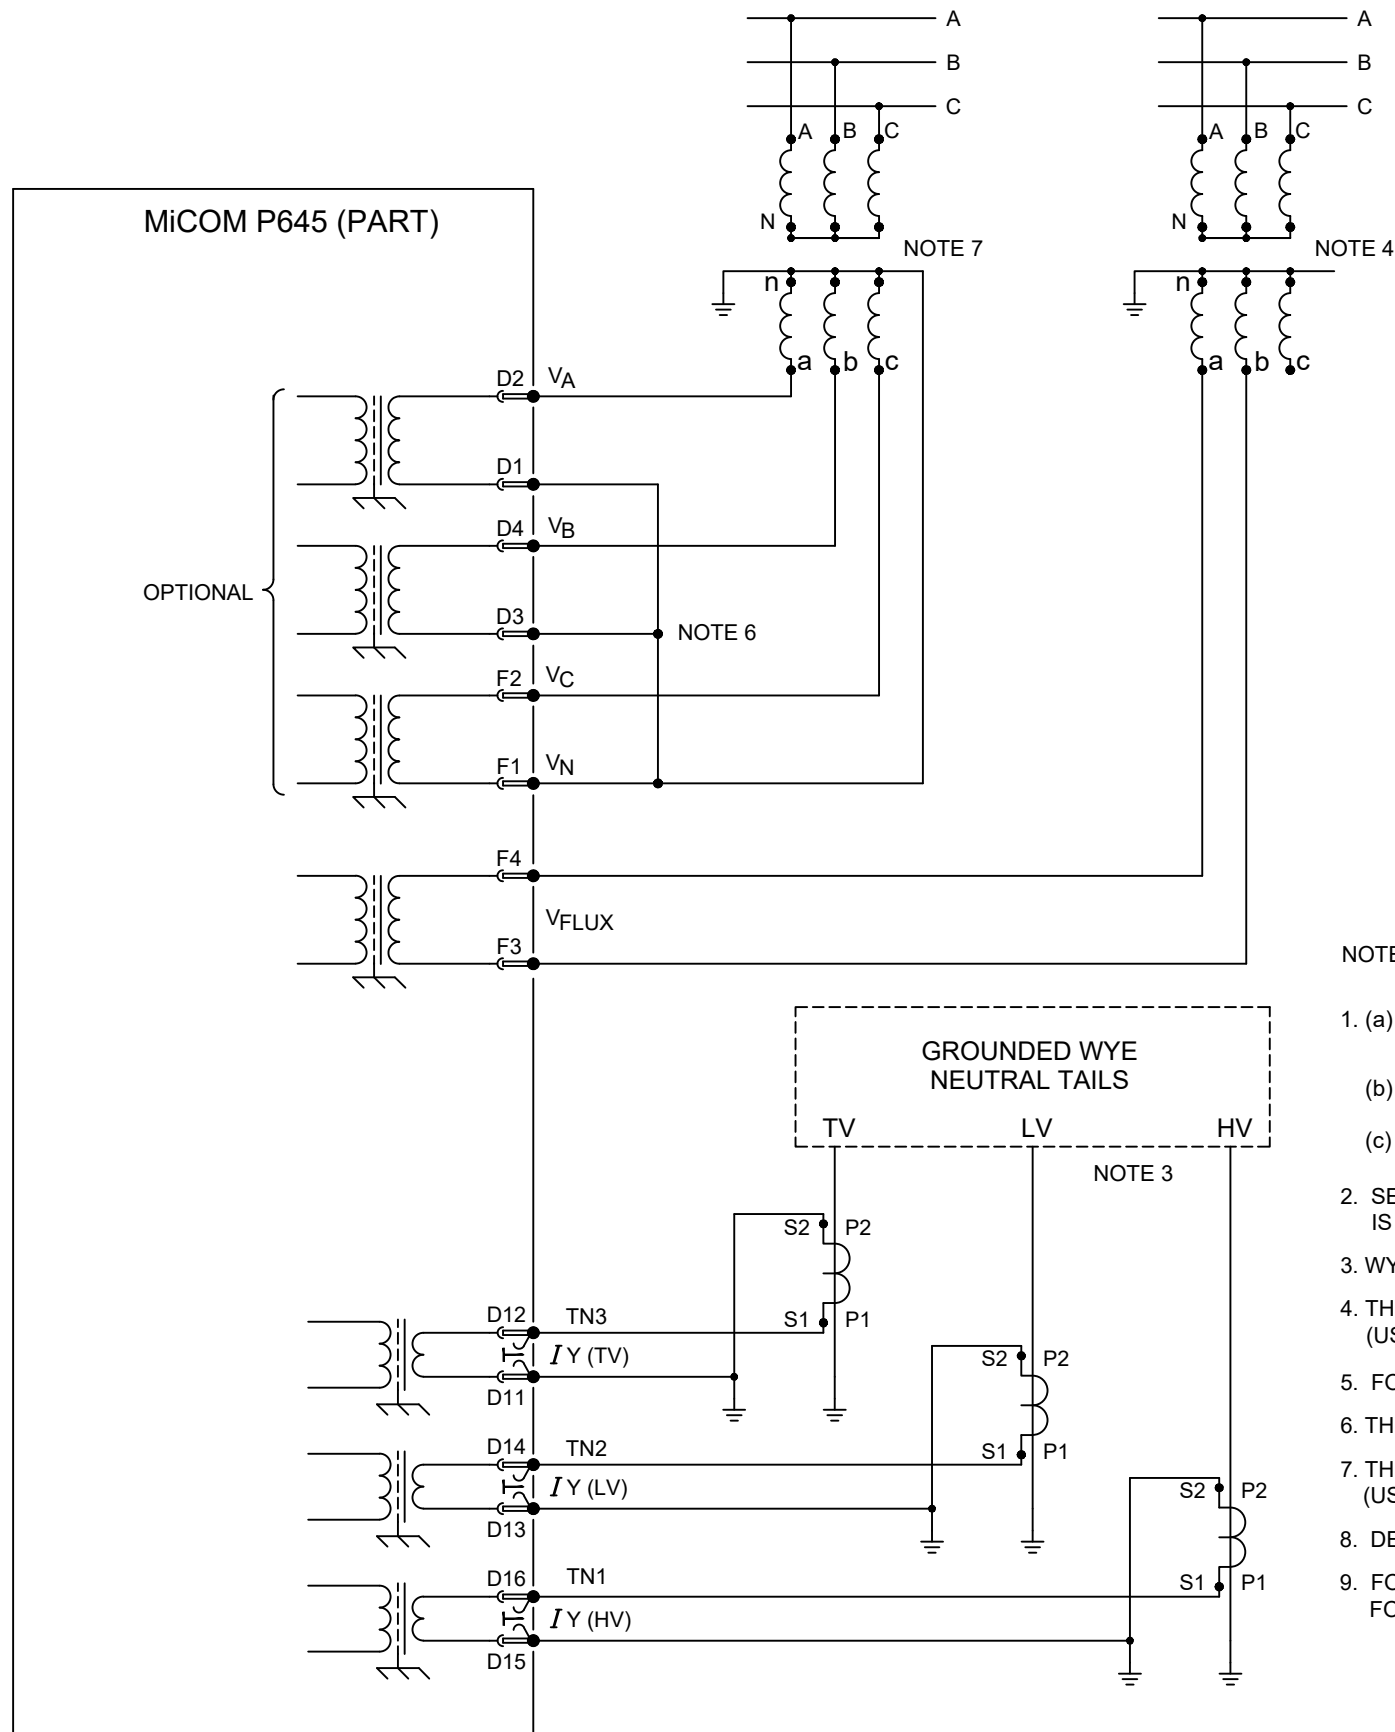 A
A
B
B
C
C
A B C
A B C
MiCOM P645 (PART)
N
N
NOTE 7
NOTE 4
n
n
a b c
a b c
D2 VA
D1
D4 VB
OPTIONAL
D3 NOTE 6
F2 VC
F1 VN
F4
VFLUX
F3
NOTE
GROUNDED WYE
NEUTRAL TAILS
TV LV HV
NOTE 3
1. (a)
(b)
(c)
2. SE
IS
3. WY
4. TH
(US
5. FO
6. TH
7. TH
(US
8. DE
9. FO
FO
S2 P2
S1 P1
D12 TN3
I Y (TV)
D11
S2 P2
S1 P1
D14 TN2
I Y (LV)
D13
S2 P2
S1 P1
D16 TN1
I Y (HV)
D15